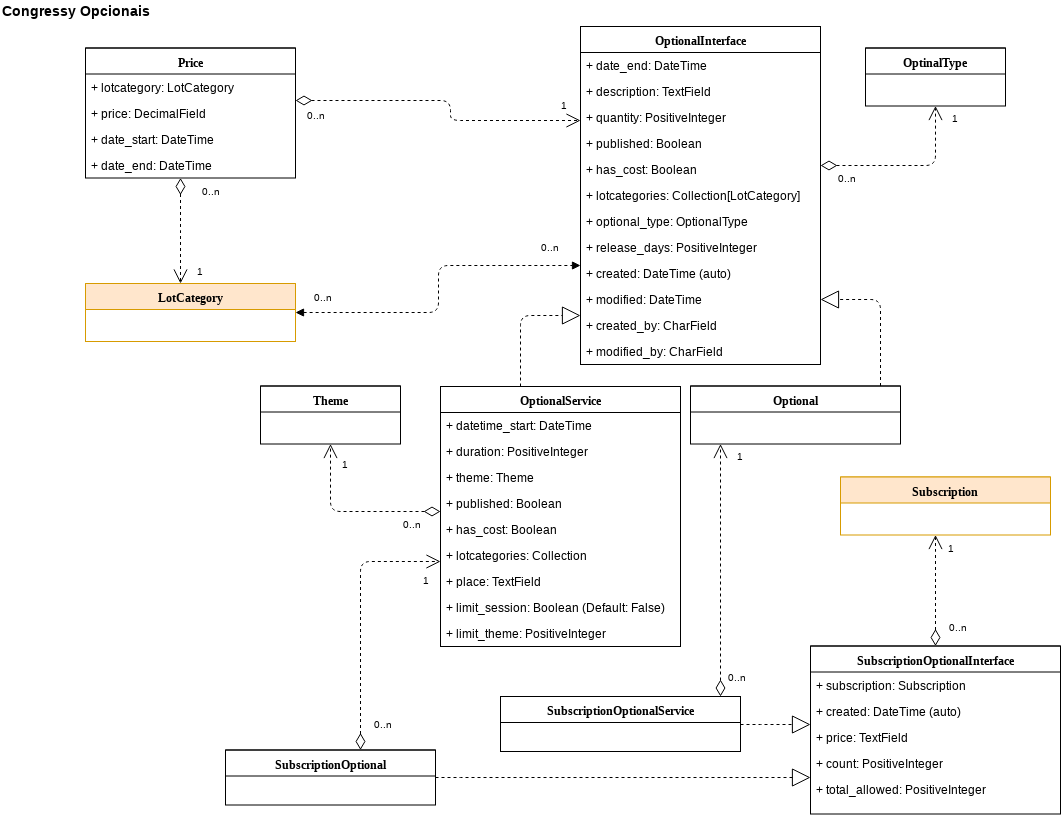 Congressy Opcionais
Price
+ lotcategory: LotCategory
+ price: DecimalField
+ date_start: DateTime
+ date_end: DateTime
OptionalInterface
+ date_end: DateTime
+ description: TextField
+ quantity: PositiveInteger
+ published: Boolean
+ has_cost: Boolean
+ lotcategories: Collection[LotCategory]
+ optional_type: OptionalType
+ release_days: PositiveInteger
+ created: DateTime (auto)
+ modified: DateTime
+ created_by: CharField
+ modified_by: CharField
OptinalType
1
0..n
1
0..n
0..n
1
0..n
0..n
LotCategory
Theme
1
0..n
OptionalService
+ datetime_start: DateTime
+ duration: PositiveInteger
+ theme: Theme
+ published: Boolean
+ has_cost: Boolean
+ lotcategories: Collection
+ place: TextField
+ limit_session: Boolean (Default: False)
+ limit_theme: PositiveInteger
1
Optional
1
Subscription
1
0..n
0..n
0..n
SubscriptionOptionalService
SubscriptionOptional
SubscriptionOptionalInterface
+ subscription: Subscription
+ created: DateTime (auto)
+ price: TextField
+ count: PositiveInteger
+ total_allowed: PositiveInteger